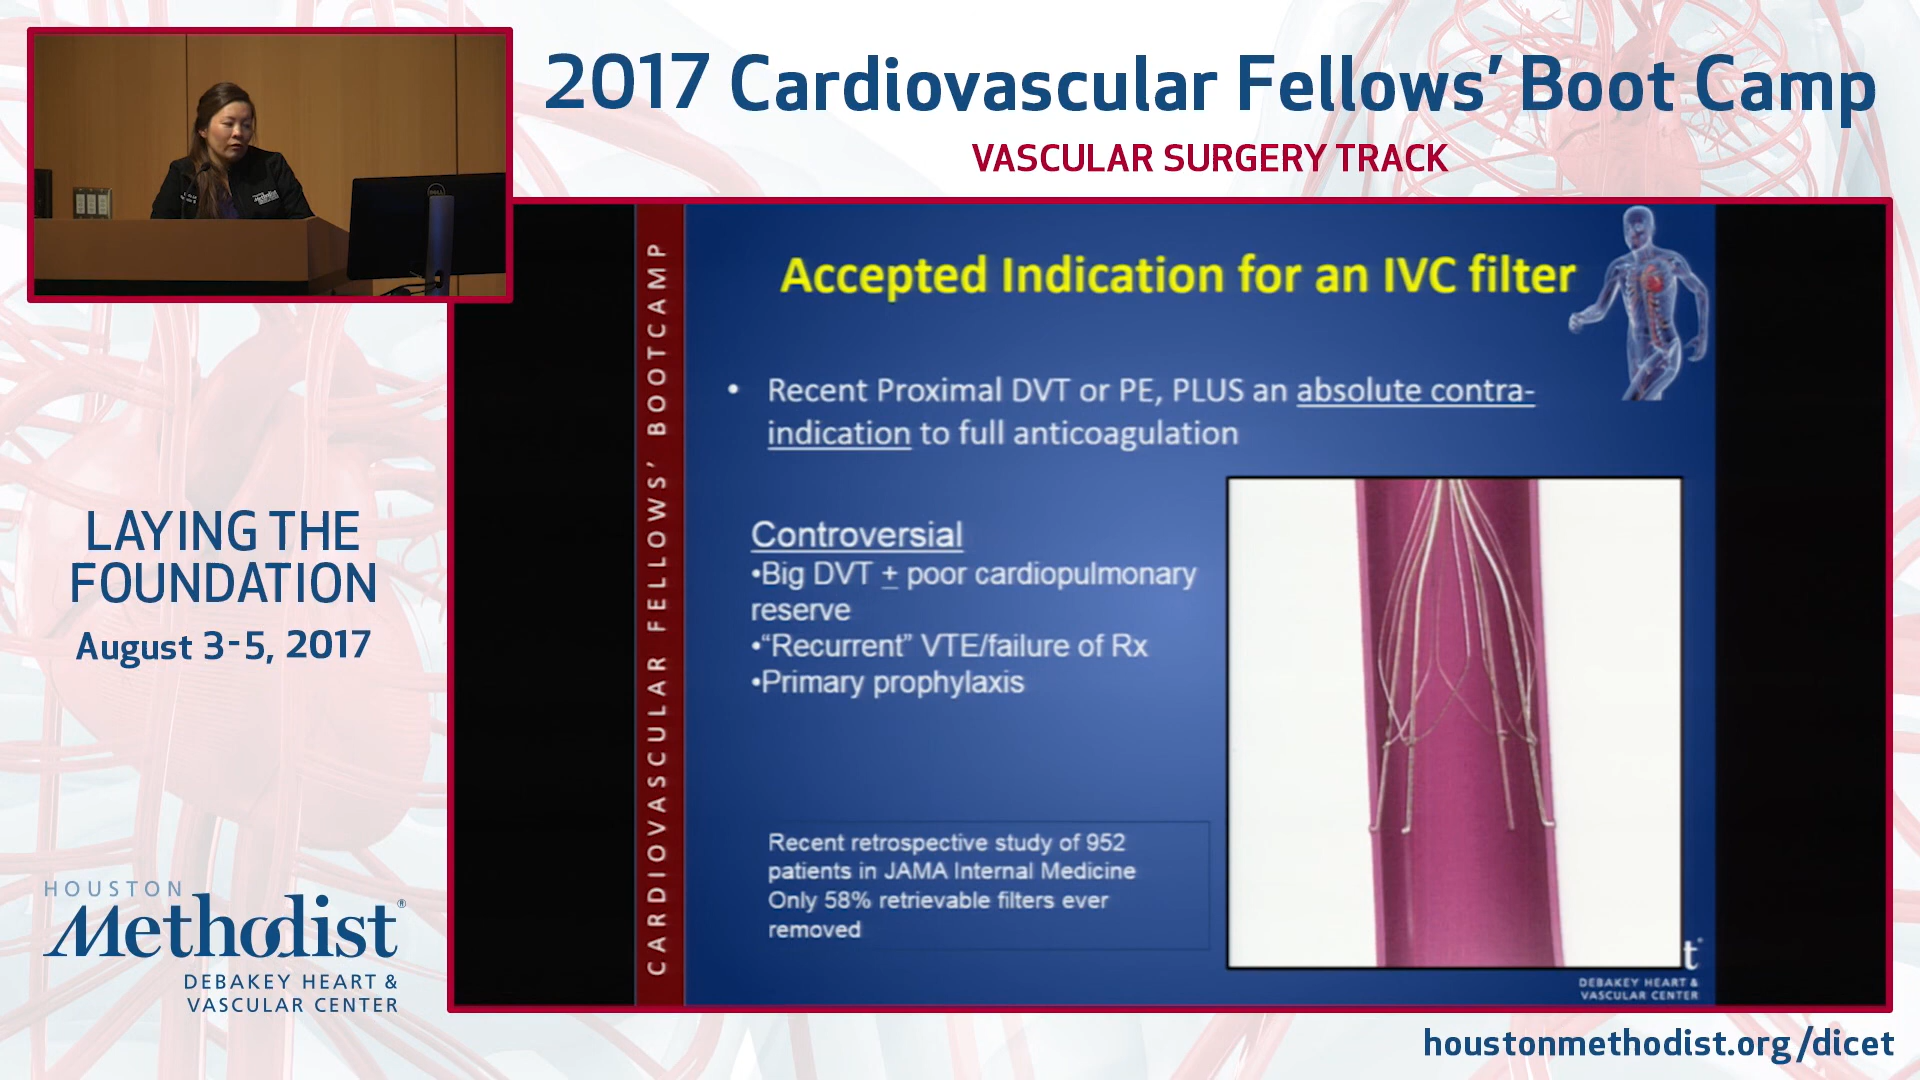 2017 Cardiovascular Fellows’ Boot Camp
VASCULAR SURGERY TRACK
LAYING THE
FOUNDATION
August 3-5, 2017
HOUSTON
Methodist®
DEBAKEY HEART &
VASCULAR CENTER
CARDIOVASCULAR FELLOWS’ BOOTCAMP
Accepted Indication for an IVC filter
• Recent Proximal DVT or PE, PLUS an absolute contra-
indication to full anticoagulation
Controversial
•Big DVT ± poor cardiopulmonary
reserve
•“Recurrent” VTE/failure of Rx
•Primary prophylaxis
Recent retrospective study of 952
patients in JAMA Internal Medicine
Only 58% retrievable filters ever
removed
t
DEBAKEY HEART &
VASCULAR CENTER
houstonmethodist.org/dicet
DELL
Methodist